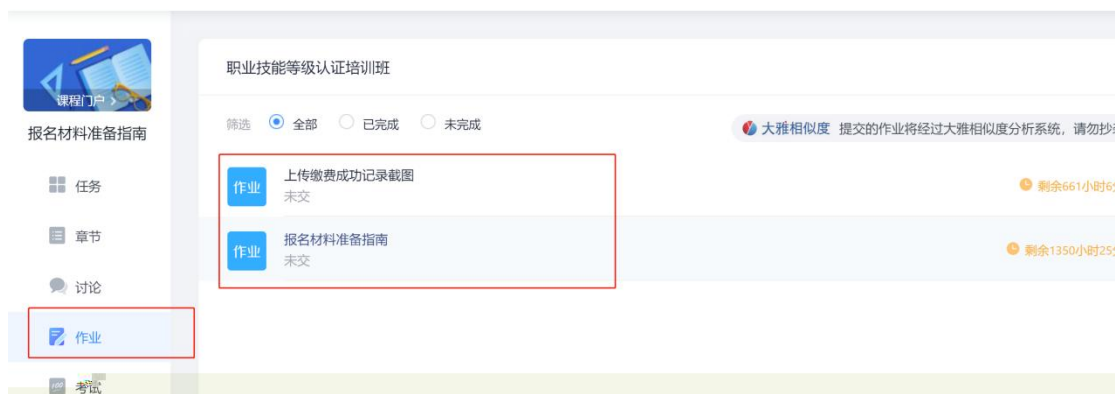 课程门户 >
报名材料准备指南
任务
章节
讨论
作业
考试
职业技能等级认证培训班
筛选 全部 已完成 未完成
大雅相似度 提交的作业将经过大雅相似度分析系统，请勿抄
作业 上传缴费成功记录截图
未交
剩余661小时6
作业 报名材料准备指南
未交
剩余1350小时25